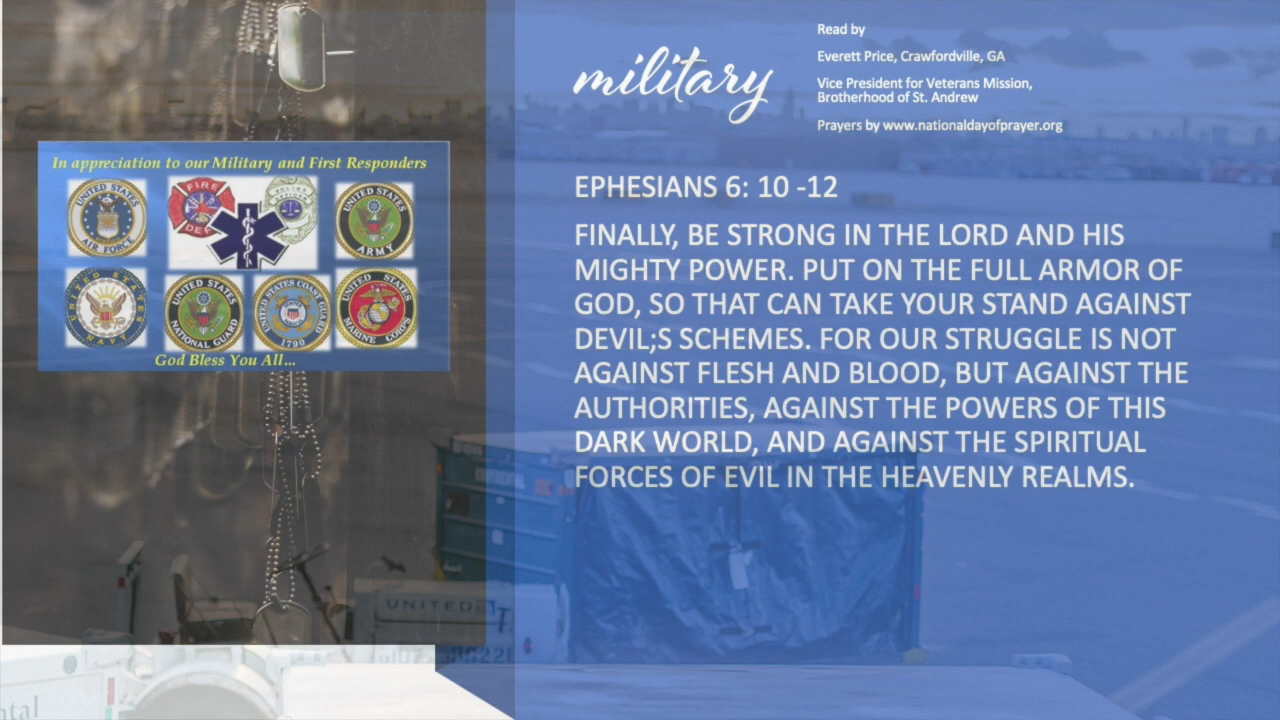 military
Read by
Everett Price, Crawfordville, GA
Vice President for Veterans Mission,
Brotherhood of St. Andrew
Prayers by www.nationaldayofprayer.org
In appreciation to our Military and First Responders
UNITED STATES
AIR FORCE
FIRE
DEPT
POLICE
OFFICER
UNITED STATES
ARMY
UNITED STATES
NAVY
UNITED STATES
NATIONAL GUARD
UNITED STATES COAST GUARD
1790
UNITED STATES
MARINE CORPS
God Bless You All...
EPHESIANS 6: 10 -12
FINALLY, BE STRONG IN THE LORD AND HIS
MIGHTY POWER. PUT ON THE FULL ARMOR OF
GOD, SO THAT CAN TAKE YOUR STAND AGAINST
DEVIL;S SCHEMES. FOR OUR STRUGGLE IS NOT
AGAINST FLESH AND BLOOD, BUT AGAINST THE
AUTHORITIES, AGAINST THE POWERS OF THIS
DARK WORLD, AND AGAINST THE SPIRITUAL
FORCES OF EVIL IN THE HEAVENLY REALMS.
UNITED